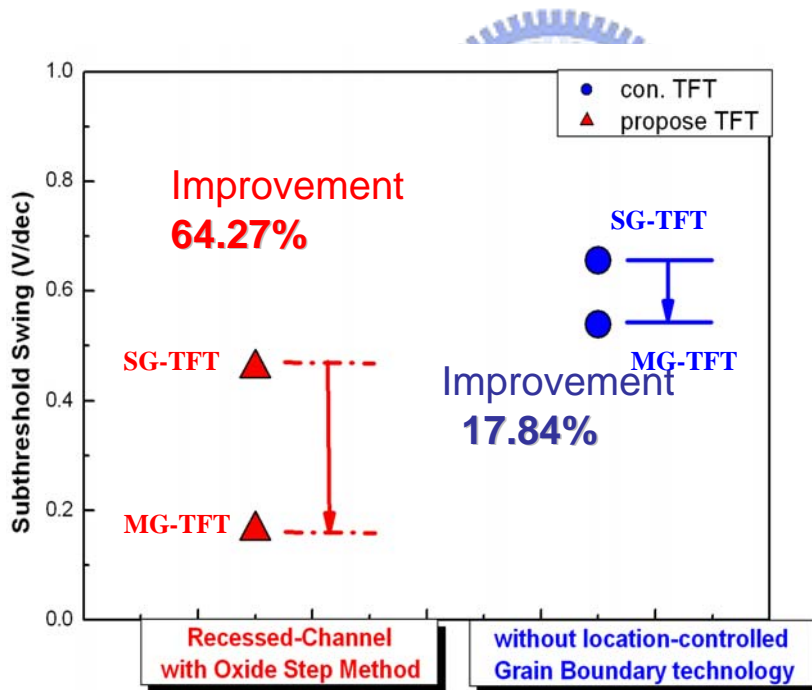 1.0
0.8
0.6
0.4
0.2
0.0
Subthreshold Swing (V/dec)
con. TFT
propose TFT
Improvement
64.27%
SG-TFT
SG-TFT
MG-TFT
Improvement
17.84%
MG-TFT
Recessed-Channel
with Oxide Step Method
without location-controlled
Grain Boundary technology